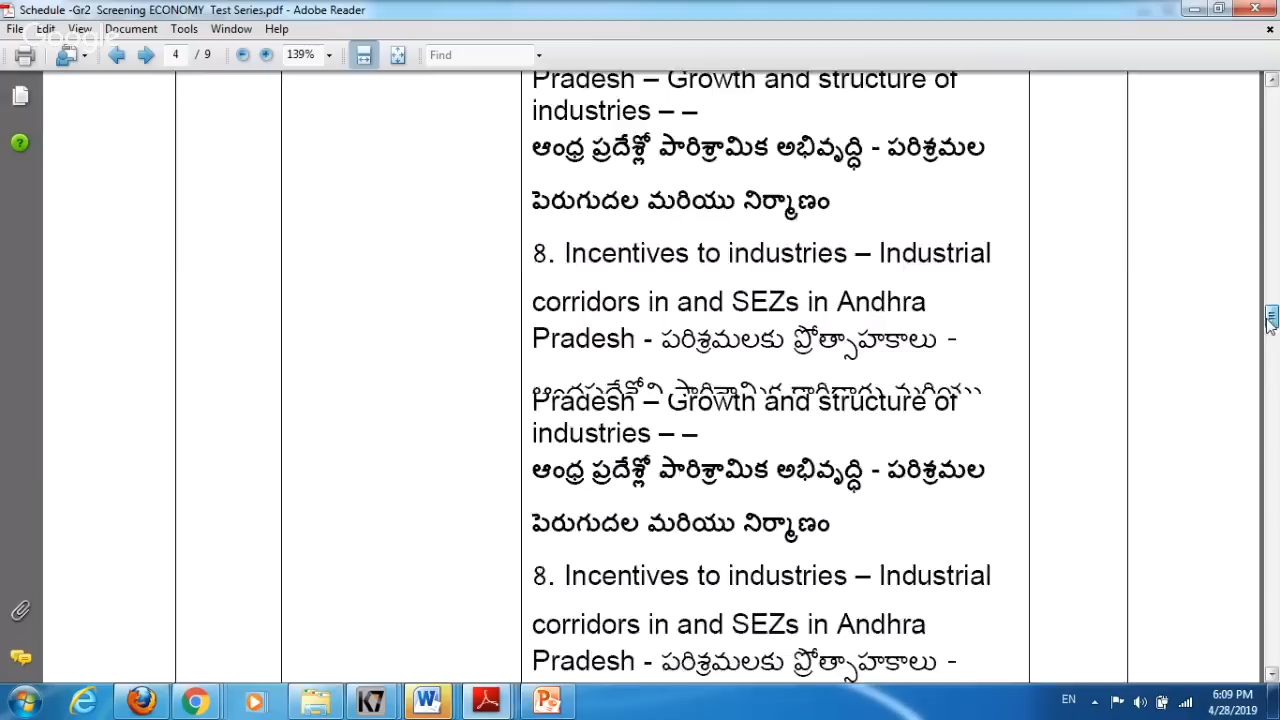 Schedule -Gr2 Screening ECONOMY Test Series.pdf - Adobe Reader
File Edit View Document Tools Window Help
Google
4 / 9 139% Find
Pradesh – Growth and structure of
industries – –
ఆంధ్ర ప్రదేశ్లో పారిశ్రామిక అభివృద్ధి - పరిశ్రమల
పెరుగుదల మరియు నిర్మాణం
8. Incentives to industries – Industrial
corridors in and SEZs in Andhra
Pradesh - పరిశ్రమలకు ప్రోత్సాహకాలు -
Pradesh – Growth and structure of
industries – –
ఆంధ్ర ప్రదేశ్లో పారిశ్రామిక అభివృద్ధి - పరిశ్రమల
పెరుగుదల మరియు నిర్మాణం
8. Incentives to industries – Industrial
corridors in and SEZs in Andhra
Pradesh - పరిశ్రమలకు ప్రోత్సాహకాలు -
EN 6:09 PM
4/28/2019